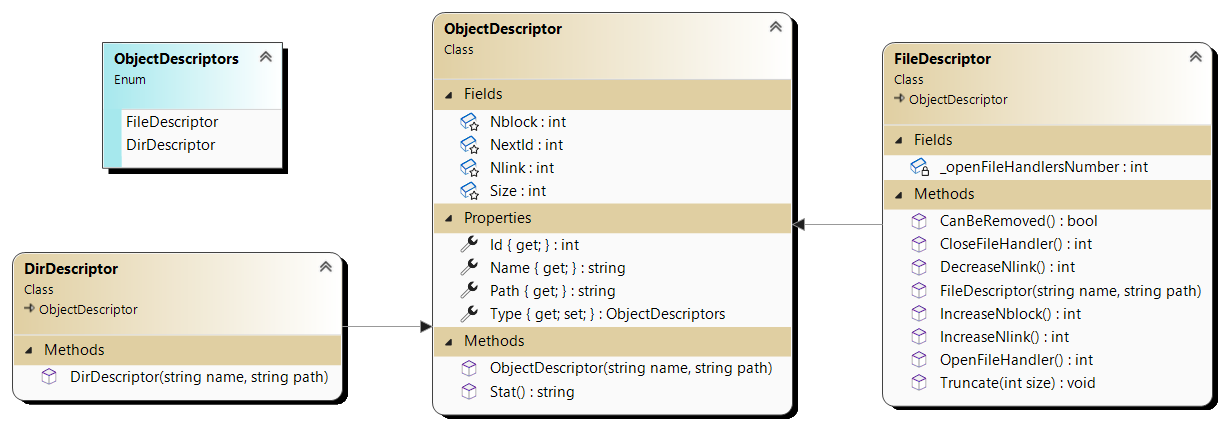 ObjectDescriptors
Enum
FileDescriptor
DirDescriptor
DirDescriptor
Class
ObjectDescriptor
Methods
DirDescriptor(string name, string path)
ObjectDescriptor
Class
Fields
Nblock : int
NextId : int
Nlink : int
Size : int
Properties
Id { get; } : int
Name { get; } : string
Path { get; } : string
Type { get; set; } : ObjectDescriptors
Methods
ObjectDescriptor(string name, string path)
Stat() : string
FileDescriptor
Class
ObjectDescriptor
Fields
_openFileHandlersNumber : int
Methods
CanBeRemoved() : bool
CloseFileHandler() : int
DecreaseNlink() : int
FileDescriptor(string name, string path)
IncreaseNblock() : int
IncreaseNlink() : int
OpenFileHandler() : int
Truncate(int size) : void